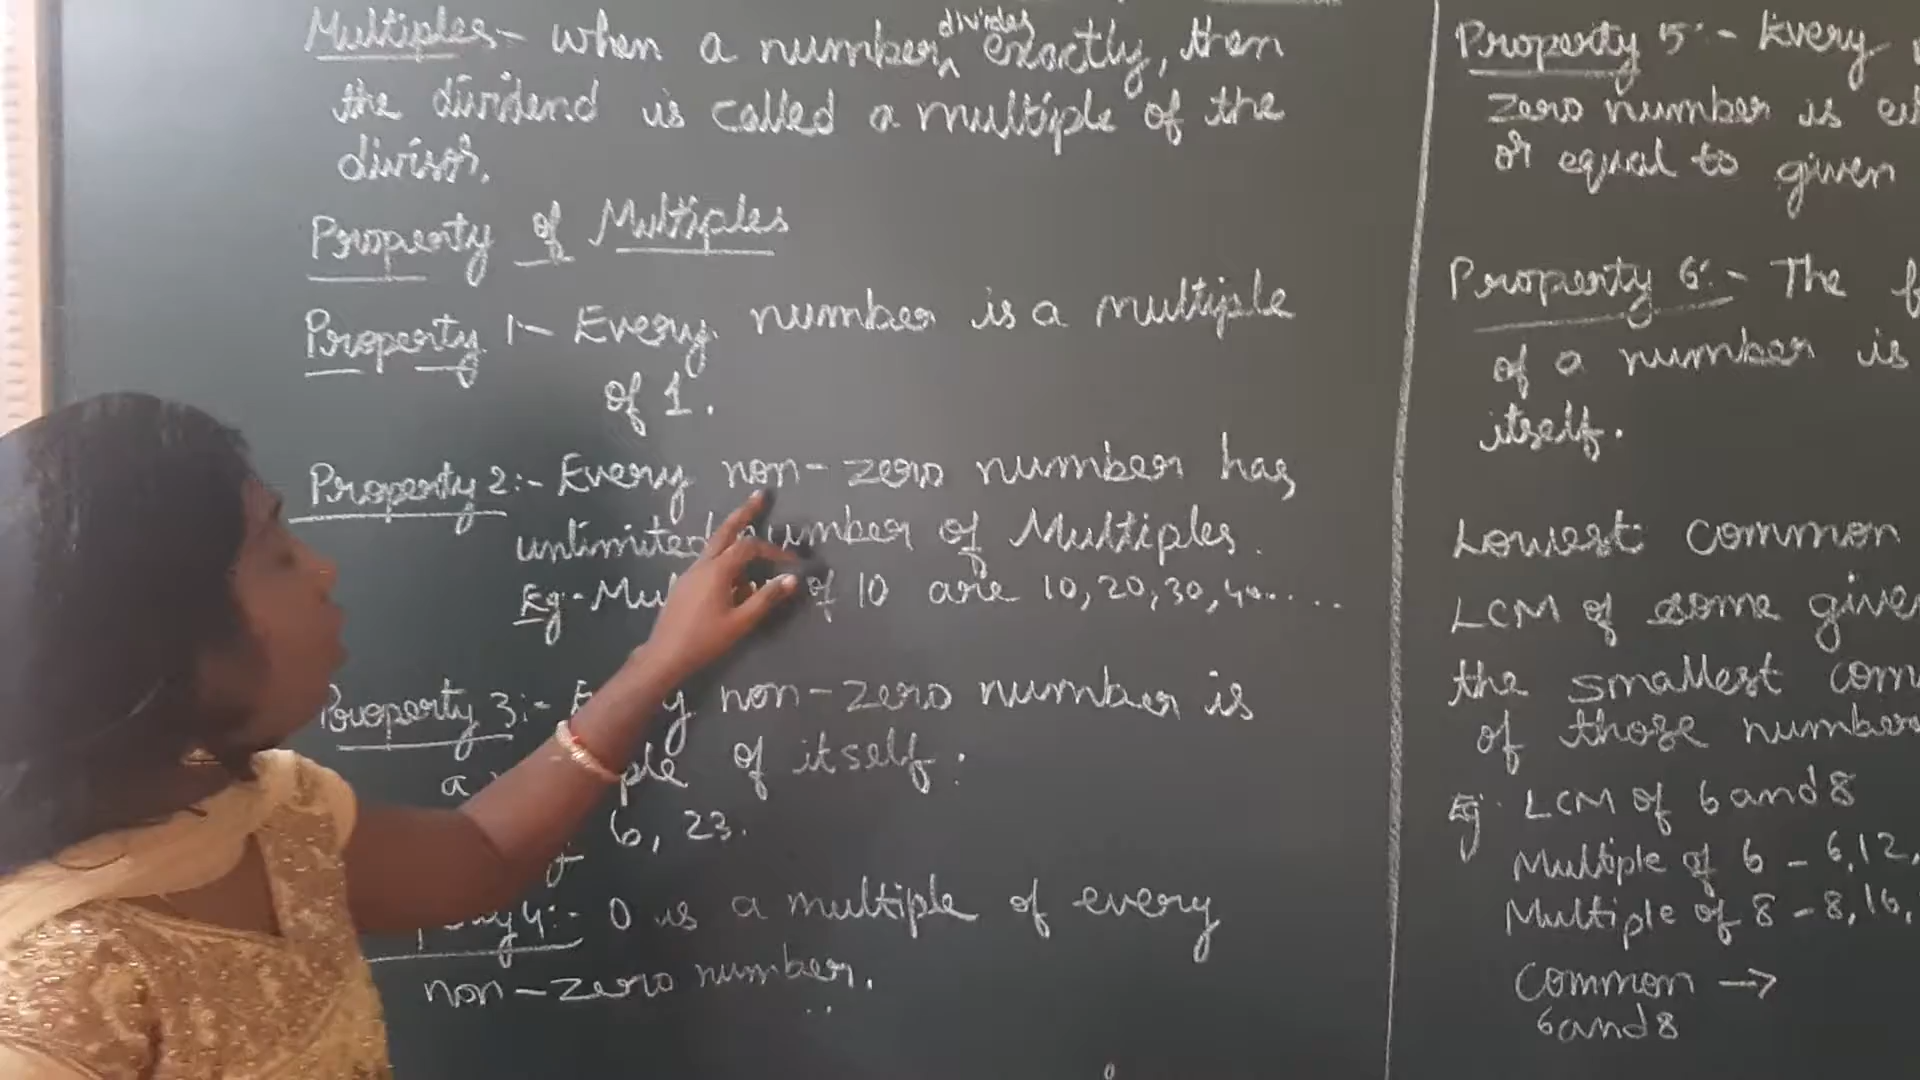 Multiples - when a number divides exactly, then
the dividend is called a multiple of the
divisor.
Property of Multiples
Property 1 - Every number is a multiple
of 1.
Property 2 :- Every non-zero number has
unlimited number of Multiples.
Eg:- of 10 are 10, 20, 30, 40.....
Property 3 :- non-zero number is
a of itself.
6, 23.
4:- 0 is a multiple of every
non-zero number.
Property 5 :- Every
zero number is
or equal to given
Property 6 :- The
of a number is
itself.
Lowest common
LCM of some
the smallest
of those
Eg. LCM of 6 and 8
Multiple of 6 - 6, 12,
Multiple of 8 - 8, 16,
Common →
6 and 8